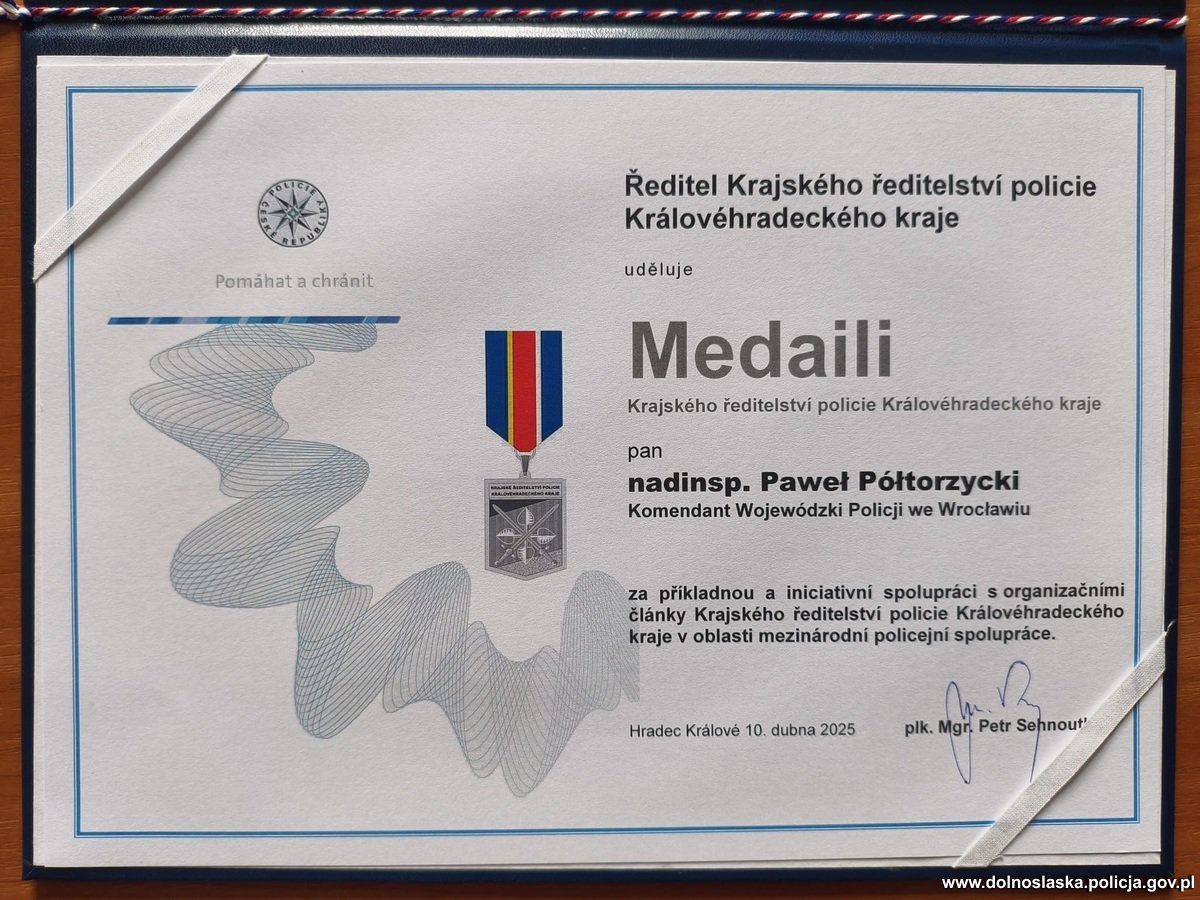 POLICIE
ČESKÉ REPUBLIKY
Pomáhat a chránit
Ředitel Krajského ředitelství policie
Královéhradeckého kraje
uděluje
Medaili
Krajského ředitelství policie Královéhradeckého kraje
KRAJSKÉ ŘEDITELSTVÍ POLICIE
KRÁLOVÉHRADECKÉHO KRAJE
pan
nadinsp. Paweł Półtorzycki
Komendant Wojewódzki Policji we Wrocławiu
za příkladnou a iniciativní spolupráci s organizačními
články Krajského ředitelství policie Královéhradeckého
kraje v oblasti mezinárodní policejní spolupráce.
Hradec Králové 10. dubna 2025
plk. Mgr. Petr
www.dolnoslaska.policja.gov.pl